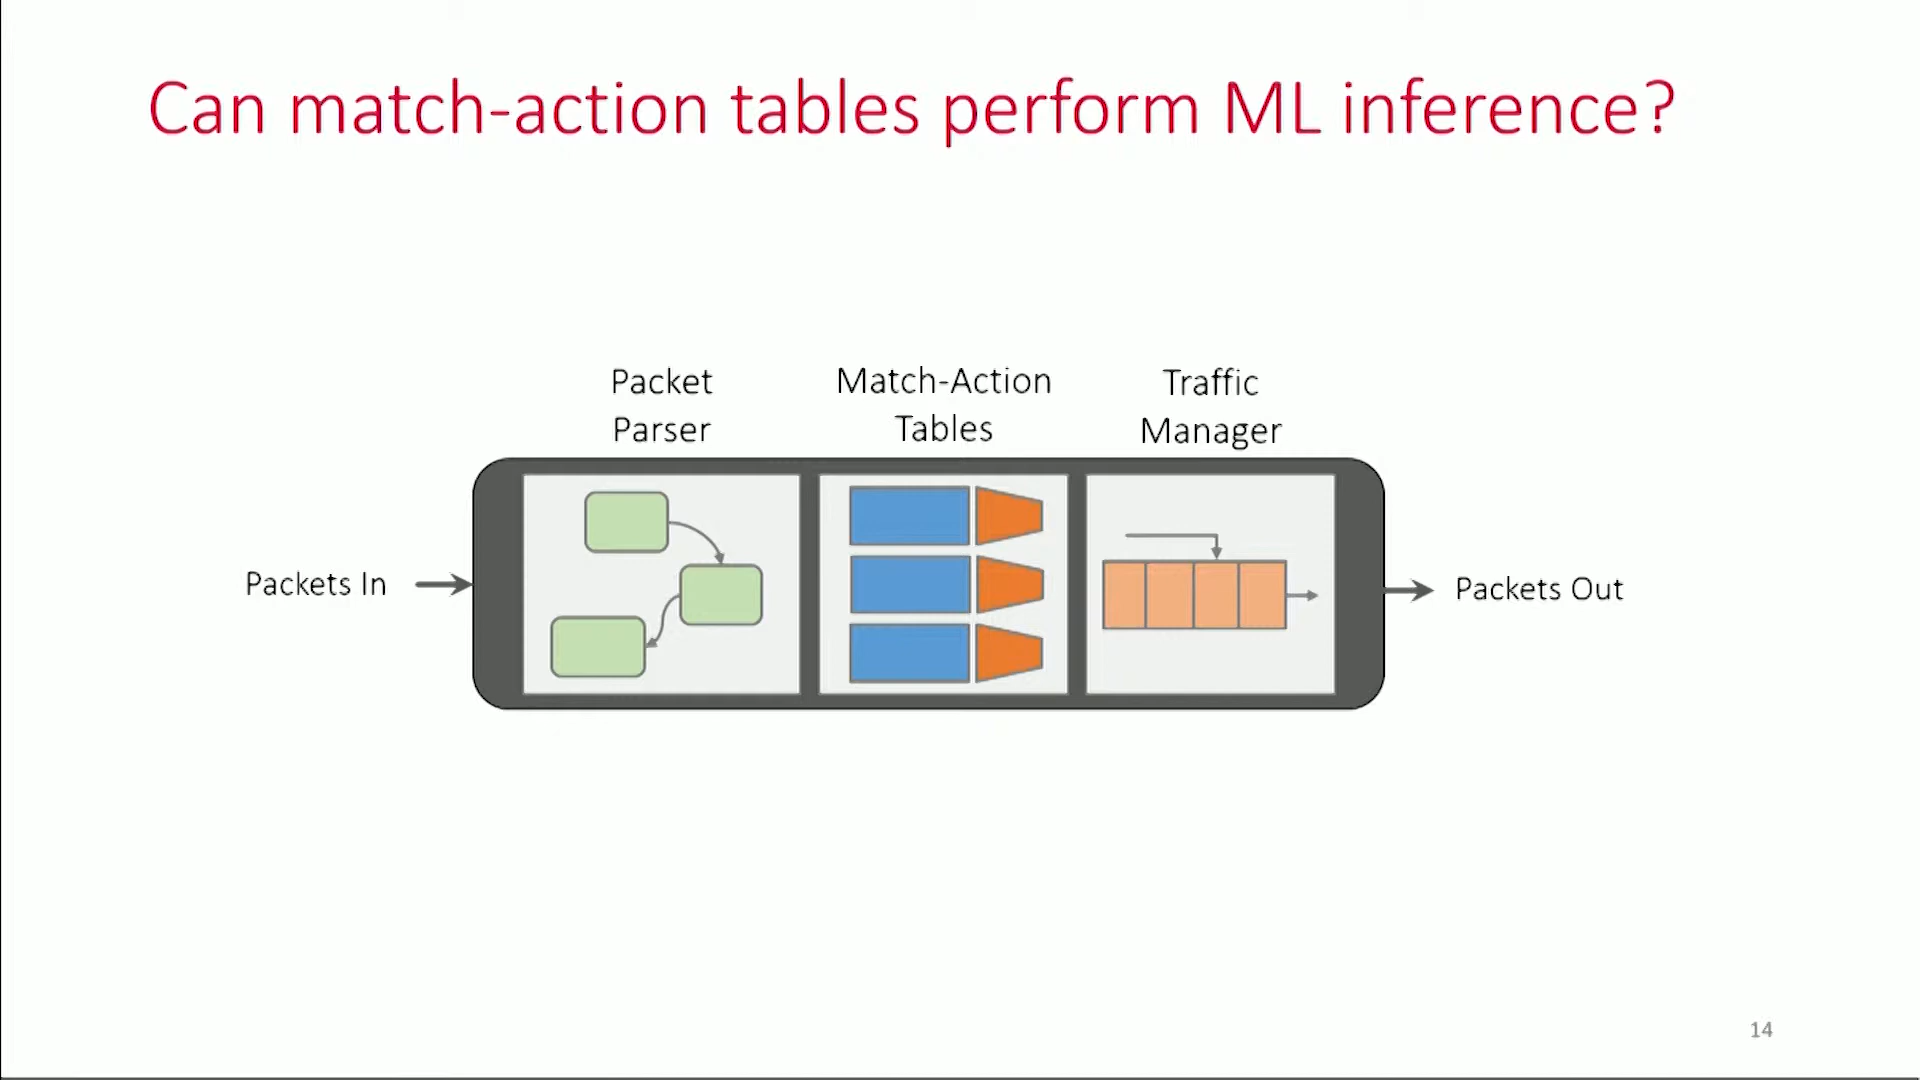 Can match-action tables perform ML inference?
Packet
Parser
Match-Action
Tables
Traffic
Manager
Packets In
Packets Out
14